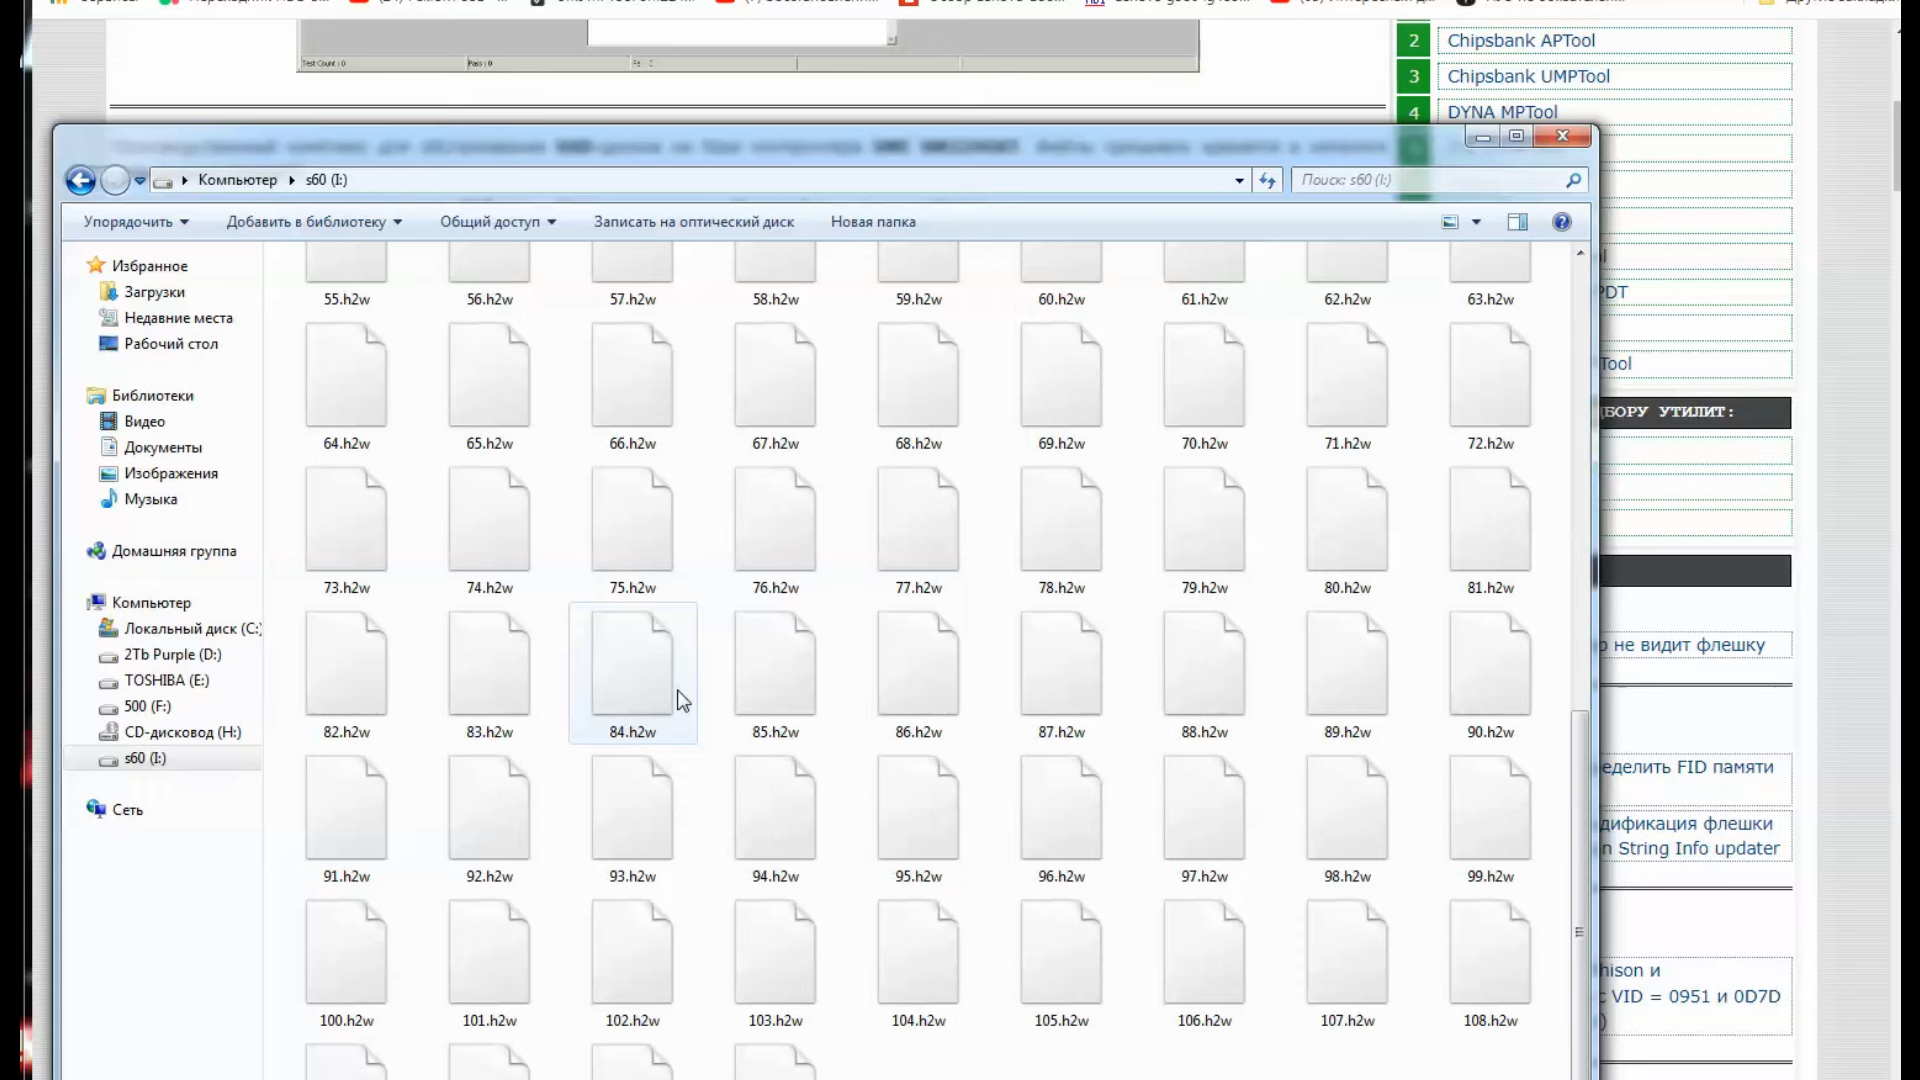 Test Count : 0
Pass : 0
2 Chipsbank APTool
3 Chipsbank UMPTool
4 DYNA MPTool
Компьютер s60 (I:)
Поиск: s60 (I:)
Упорядочить Добавить в библиотеку Общий доступ Записать на оптический диск Новая папка
Избранное
Загрузки
Недавние места
Рабочий стол
Библиотеки
Видео
Документы
Изображения
Музыка
Домашняя группа
Компьютер
Локальный диск (C:)
2Tb Purple (D:)
TOSHIBA (E:)
500 (F:)
CD-дисковод (H:)
s60 (I:)
Сеть
55.h2w 56.h2w 57.h2w 58.h2w 59.h2w 60.h2w 61.h2w 62.h2w 63.h2w
64.h2w 65.h2w 66.h2w 67.h2w 68.h2w 69.h2w 70.h2w 71.h2w 72.h2w
73.h2w 74.h2w 75.h2w 76.h2w 77.h2w 78.h2w 79.h2w 80.h2w 81.h2w
82.h2w 83.h2w 84.h2w 85.h2w 86.h2w 87.h2w 88.h2w 89.h2w 90.h2w
91.h2w 92.h2w 93.h2w 94.h2w 95.h2w 96.h2w 97.h2w 98.h2w 99.h2w
100.h2w 101.h2w 102.h2w 103.h2w 104.h2w 105.h2w 106.h2w 107.h2w 108.h2w
PDT
Tool
УТИЛИТ:
не видит флешку
еделить FID памяти
дификация флешки
n String Info updater
hison и
с VID = 0951 и 0D7D
)